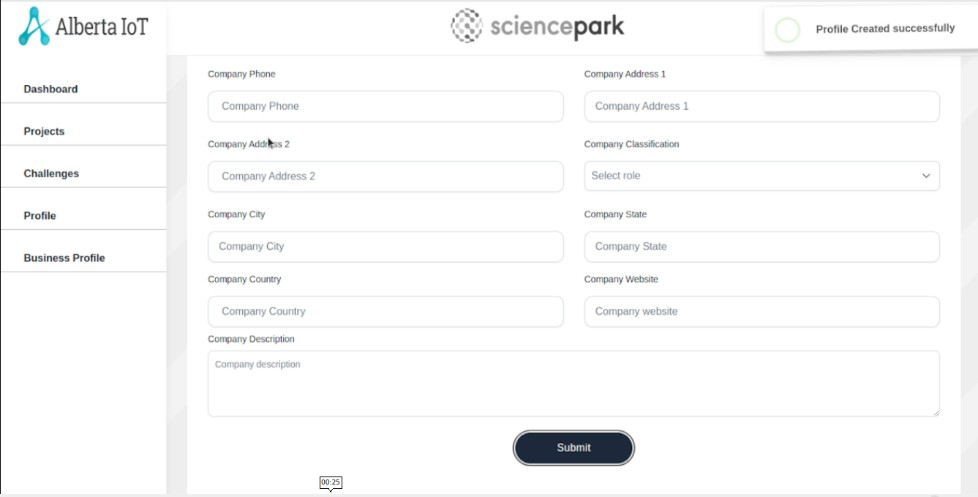 Alberta IoT
sciencepark
Profile Created successfully
Dashboard
Projects
Challenges
Profile
Business Profile
Company Phone
Company Address 1
Company Phone
Company Address 1
Company Address 2
Company Classification
Company Address 2
Select role
Company City
Company State
Company City
Company State
Company Country
Company Website
Company Country
Company website
Company Description
Company description
Submit
00:25